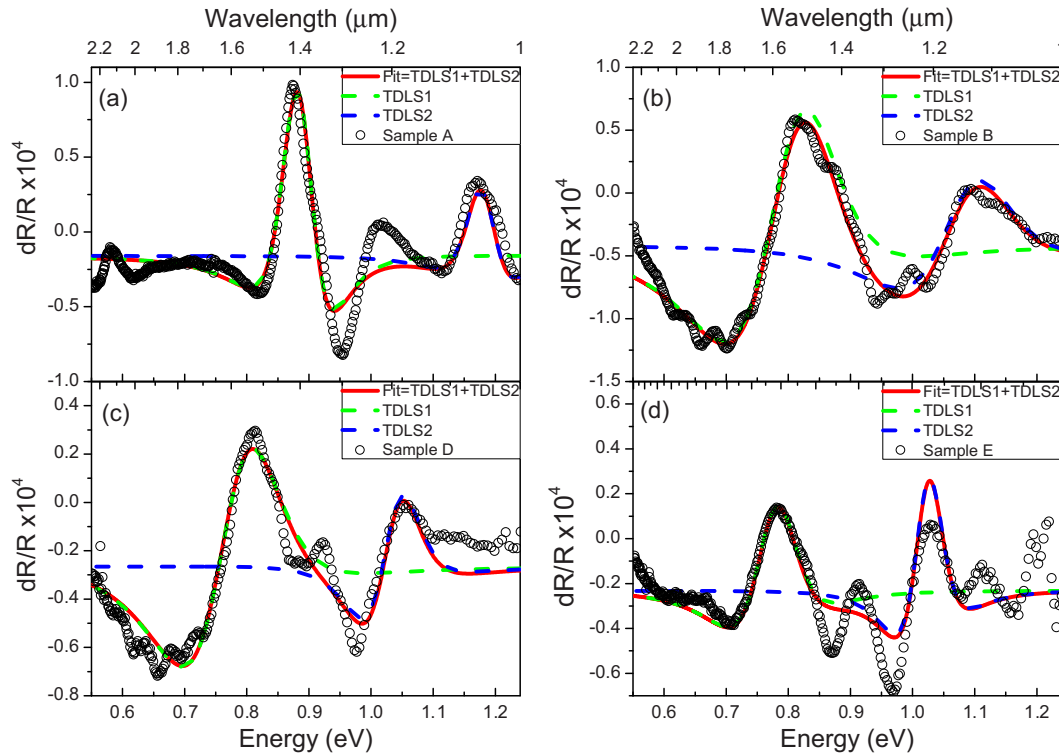 Wavelength (μm)
Wavelength (μm)
2.2 2 1.8 1.6 1.4 1.2 1
2.2 2 1.8 1.6 1.4 1.2 1
(a)
Fit=TDLS1+TDLS2
TDLS1
TDLS2
Sample A
dR/R x10⁴
1.0
0.5
0.0
-0.5
-1.0
(b)
Fit=TDLS1+TDLS2
TDLS1
TDLS2
Sample B
dR/R x10⁴
1.0
0.5
0.0
-0.5
-1.0
-1.5
(c)
Fit=TDLS1+TDLS2
TDLS1
TDLS2
Sample D
dR/R x10⁴
0.4
0.2
0.0
-0.2
-0.4
-0.6
-0.8
0.6 0.7 0.8 0.9 1.0 1.1 1.2
Energy (eV)
(d)
Fit=TDLS1+TDLS2
TDLS1
TDLS2
Sample E
dR/R x10⁴
0.6
0.4
0.2
0.0
-0.2
-0.4
-0.6
0.6 0.7 0.8 0.9 1.0 1.1 1.2
Energy (eV)